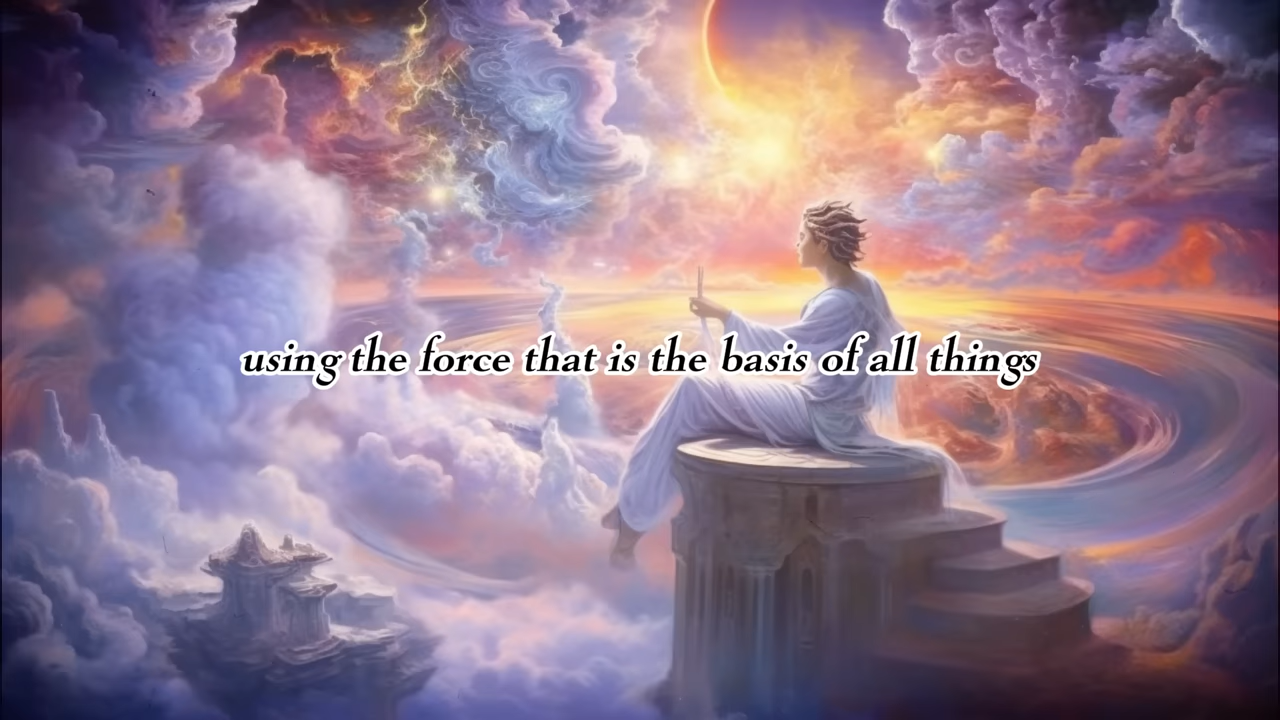 using the force that is the basis of all things